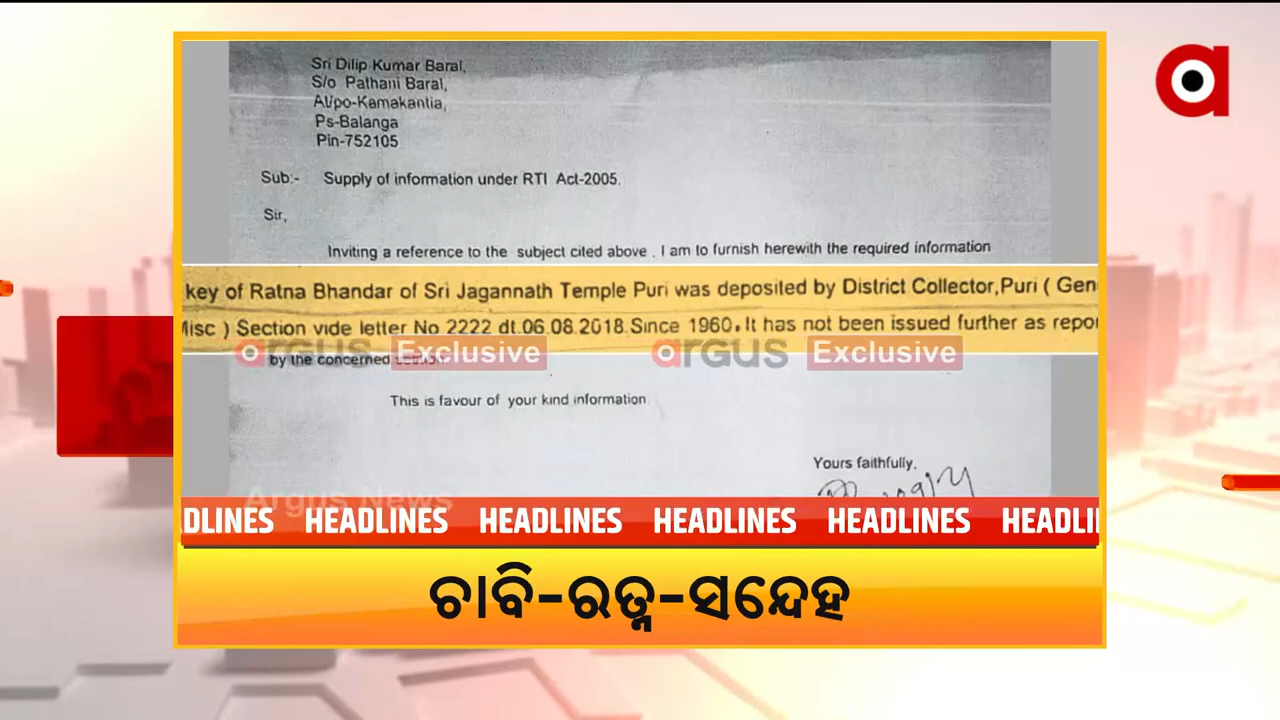 Sri Dilip Kumar Baral,
S/o Pathani Baral,
At/po-Kamakantia,
Ps-Balanga
Pin-752105
Sub:- Supply of information under RTI Act-2005.
Sir,
Inviting a reference to the subject cited above . I am to furnish herewith the required information
key of Ratna Bhandar of Sri Jagannath Temple Puri was deposited by District Collector,Puri ( Gen
Misc ) Section vide letter No 2222 dt.06.08.2018.Since 1960.It has not been issued further as repor
argus Exclusive argus Exclusive
by the concerned
This is favour of your kind information
Yours faithfully,
Argus News
DLINES HEADLINES HEADLINES HEADLINES HEADLINES HEADLI
ଚାବି-ରତ୍ନ-ସନ୍ଦେହ